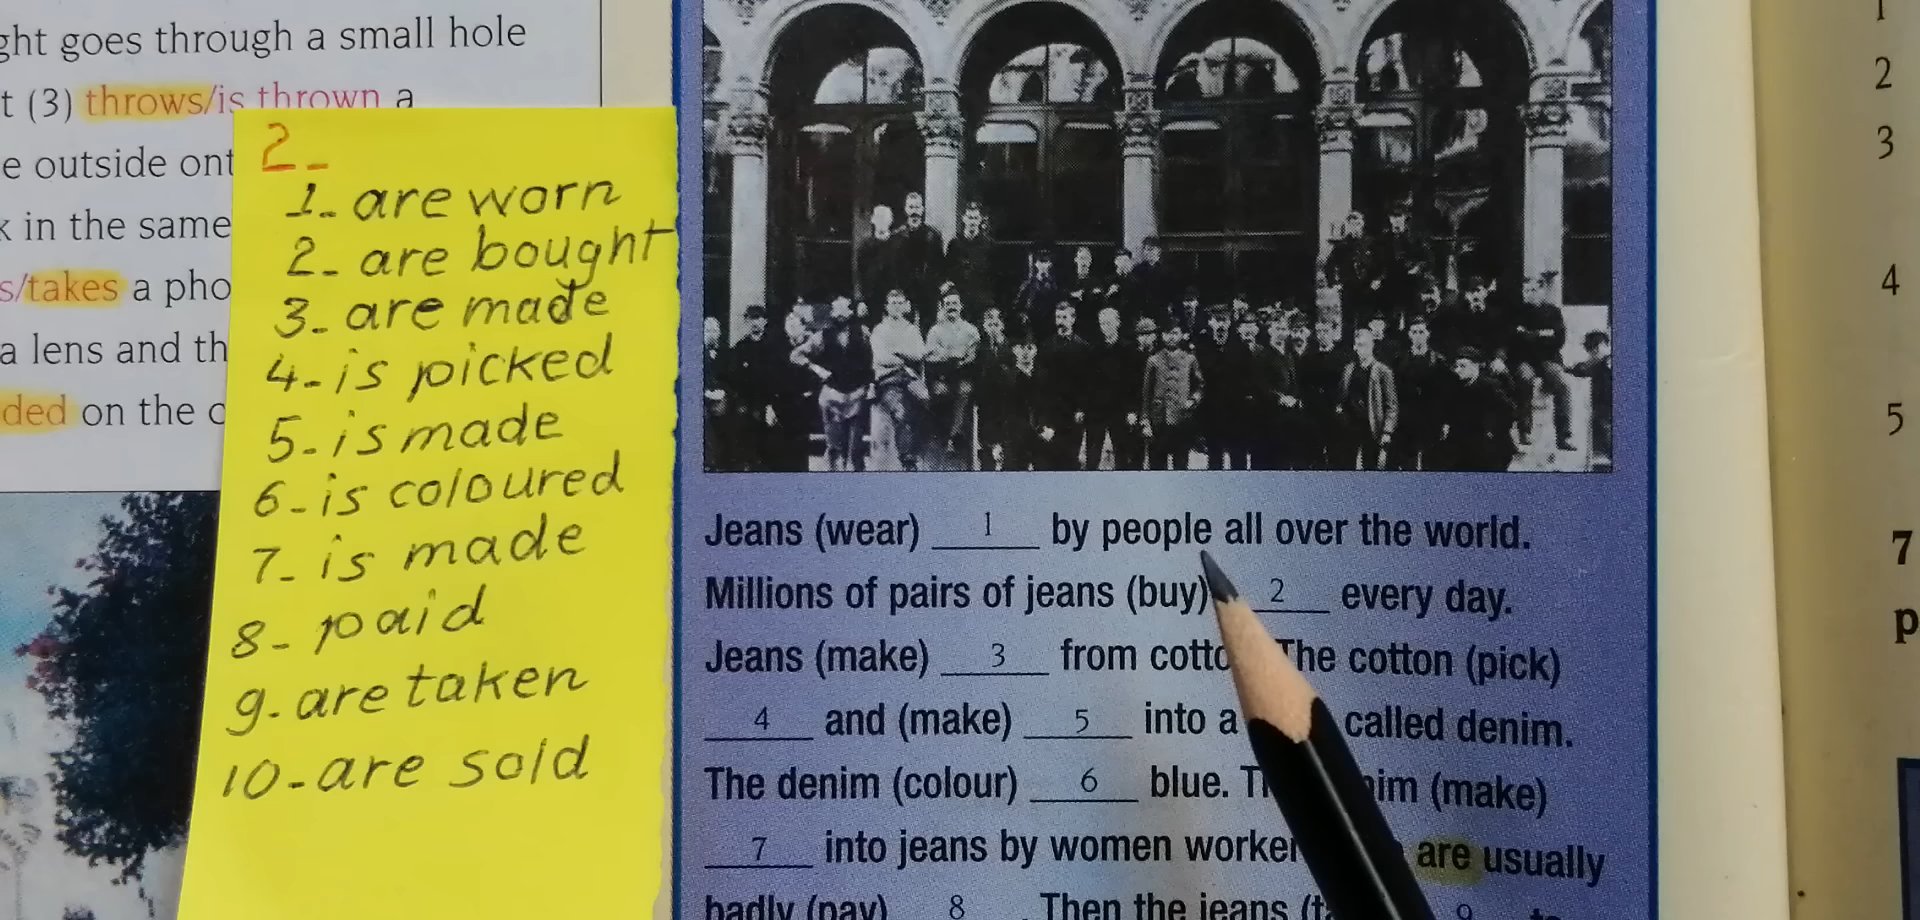 ght goes through a small hole
t (3) throws/is thrown a
e outside ont
k in the same
s/takes a pho
a lens and th
ded on the c
2-
1- are worn
2- are bought
3- are made
4- is picked
5- is made
6- is coloured
7- is made
8- paid
9- are taken
10- are sold
Jeans (wear) 1 by people all over the world.
Millions of pairs of jeans (buy) 2 every day.
Jeans (make) 3 from cotto The cotton (pick)
4 and (make) 5 into a called denim.
The denim (colour) 6 blue. im (make)
7 into jeans by women worker are usually
badly (pay) 8 . Then the jeans 9 to
1
2
3
4
5
7
p